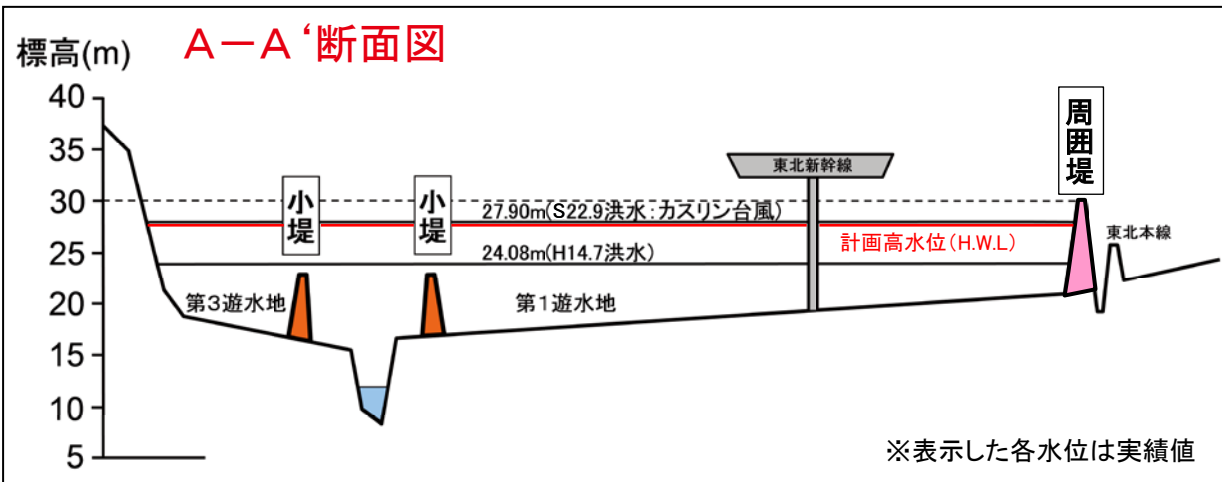 A－A‘断面図
標高(m)
40
35
30
25
20
15
10
5
周囲堤
小堤
小堤
東北新幹線
27.90m(S22.9洪水：カスリン台風)
計画高水位(H.W.L)
東北本線
24.08m(H14.7洪水)
第3遊水地
第1遊水地
※表示した各水位は実績値